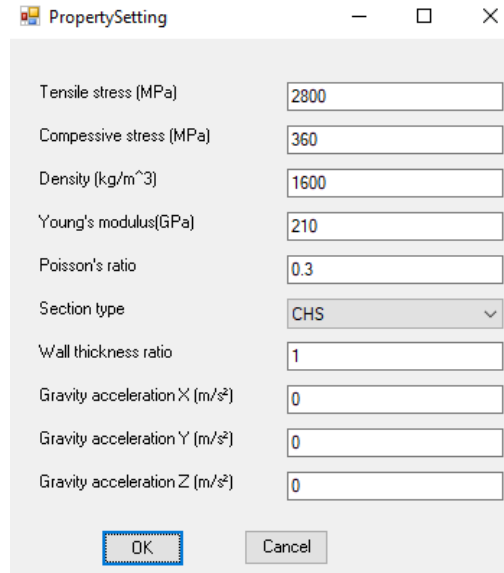 PropertySetting
Tensile stress (MPa) 2800
Compessive stress (MPa) 360
Density (kg/m^3) 1600
Young's modulus(GPa) 210
Poisson's ratio 0.3
Section type CHS
Wall thickness ratio 1
Gravity acceleration X (m/s²) 0
Gravity acceleration Y (m/s²) 0
Gravity acceleration Z (m/s²) 0
OK Cancel